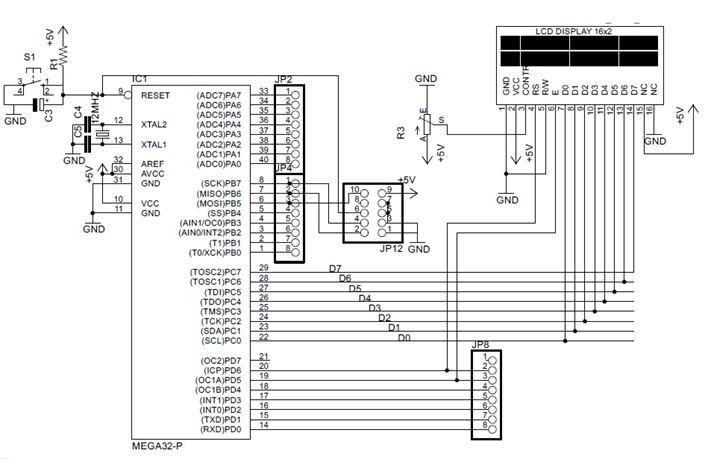 LCD DISPLAY 16x2
GND
VCC
CONTR
RS
R/W
E
D0
D1
D2
D3
D4
D5
D6
D7
NC
NC
1
2
3
4
5
6
7
8
9
10
11
12
13
14
15
16
+5V
GND
+5V
GND
GND
R3
E
S
A
+5V
+5V
R1
S1
3
4
1
2
GND
C3
+
C4
C5
12MHZ
GND
+5V
GND
IC1
9
RESET
12
XTAL2
13
XTAL1
32
AREF
30
AVCC
31
GND
10
VCC
11
GND
(ADC7)PA7
33
(ADC6)PA6
34
(ADC5)PA5
35
(ADC4)PA4
36
(ADC3)PA3
37
(ADC2)PA2
38
(ADC1)PA1
39
(ADC0)PA0
40
(SCK)PB7
8
(MISO)PB6
7
(MOSI)PB5
6
(SS)PB4
5
(AIN1/OC0)PB3
4
(AIN0/INT2)PB2
3
(T1)PB1
2
(T0/XCK)PB0
1
(TOSC2)PC7
29
D7
(TOSC1)PC6
28
D6
(TDI)PC5
27
D5
(TDO)PC4
26
D4
(TMS)PC3
25
D3
(TCK)PC2
24
D2
(SDA)PC1
23
D1
(SCL)PC0
22
D0
(OC2)PD7
21
(ICP)PD6
20
(OC1A)PD5
19
(OC1B)PD4
18
(INT1)PD3
17
(INT0)PD2
16
(TXD)PD1
15
(RXD)PD0
14
MEGA32-P
JP2
1
2
3
4
5
6
7
8
JP4
1
2
3
4
5
6
7
8
10
9
8
7
6
5
4
3
2
1
JP12
+5V
GND
JP8
1
2
3
4
5
6
7
8